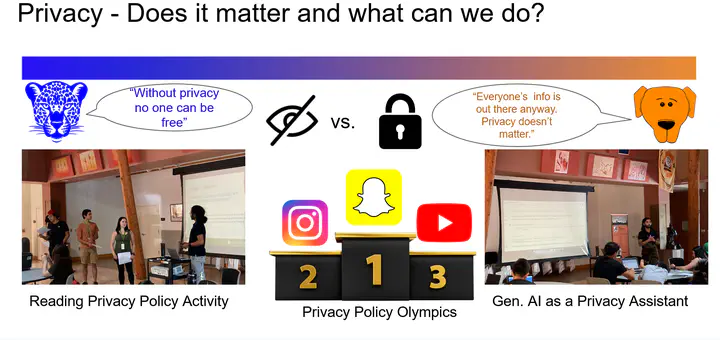 Privacy - Does it matter and what can we do?
“Without privacy
no one can be
free”
vs.
“Everyone’s info is
out there anyway.
Privacy doesn’t
matter.”
2
1
3
Reading Privacy Policy Activity
Privacy Policy Olympics
Gen. AI as a Privacy Assistant